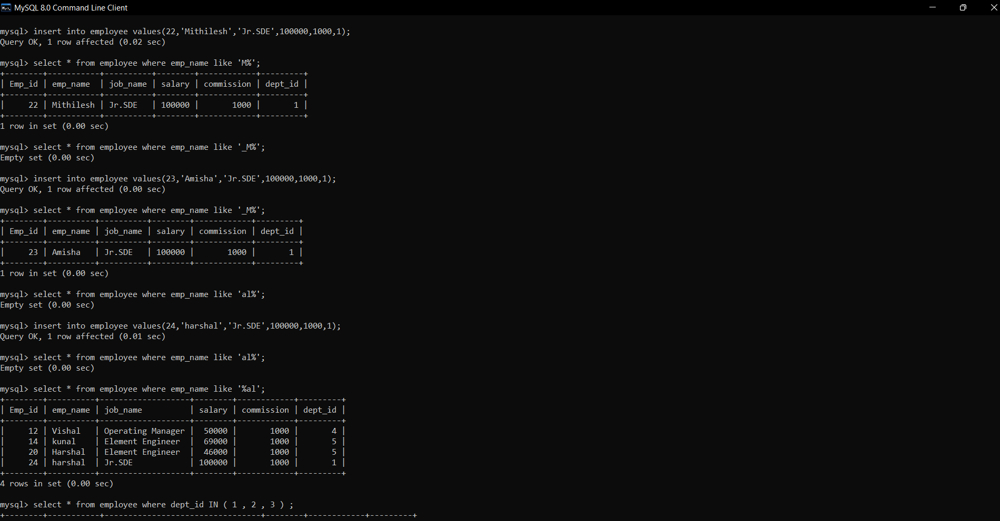 MySQL 8.0 Command Line Client
mysql> insert into employee values(22,'Mithilesh','Jr.SDE',100000,1000,1);
Query OK, 1 row affected (0.02 sec)
mysql> select * from employee where emp_name like 'M%';
+--------+-----------+----------+--------+------------+---------+
| Emp_id | emp_name  | job_name | salary | commission | dept_id |
+--------+-----------+----------+--------+------------+---------+
|     22 | Mithilesh | Jr.SDE   | 100000 |       1000 |       1 |
+--------+-----------+----------+--------+------------+---------+
1 row in set (0.00 sec)
mysql> select * from employee where emp_name like '_M%';
Empty set (0.00 sec)
mysql> insert into employee values(23,'Amisha','Jr.SDE',100000,1000,1);
Query OK, 1 row affected (0.00 sec)
mysql> select * from employee where emp_name like '_M%';
+--------+----------+----------+--------+------------+---------+
| Emp_id | emp_name | job_name | salary | commission | dept_id |
+--------+----------+----------+--------+------------+---------+
|     23 | Amisha   | Jr.SDE   | 100000 |       1000 |       1 |
+--------+----------+----------+--------+------------+---------+
1 row in set (0.00 sec)
mysql> select * from employee where emp_name like 'al%';
Empty set (0.00 sec)
mysql> insert into employee values(24,'harshal','Jr.SDE',100000,1000,1);
Query OK, 1 row affected (0.01 sec)
mysql> select * from employee where emp_name like 'al%';
Empty set (0.00 sec)
mysql> select * from employee where emp_name like '%al';
+--------+----------+-------------------+--------+------------+---------+
| Emp_id | emp_name | job_name          | salary | commission | dept_id |
+--------+----------+-------------------+--------+------------+---------+
|     12 | Vishal   | Operating Manager |  50000 |       1000 |       4 |
|     14 | kunal    | Element Engineer  |  69000 |       1000 |       5 |
|     20 | Harshal  | Element Engineer  |  46000 |       1000 |       5 |
|     24 | harshal  | Jr.SDE            | 100000 |       1000 |       1 |
+--------+----------+-------------------+--------+------------+---------+
4 rows in set (0.00 sec)
mysql> select * from employee where dept_id IN ( 1 , 2 , 3 ) ;
+--------+-----------+---------------------------------+--------+------------+---------+